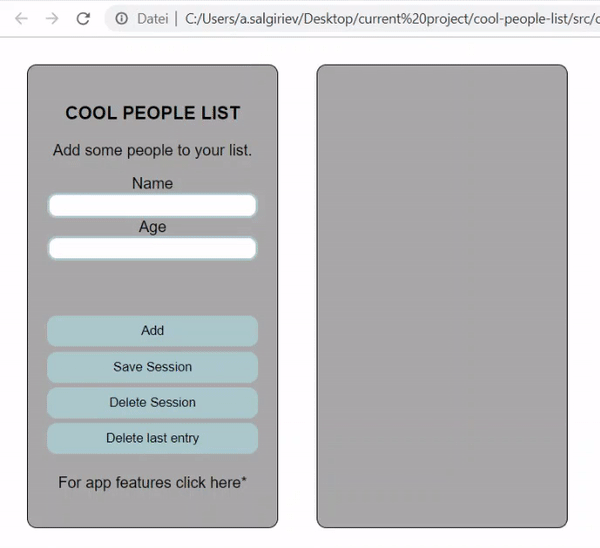 Datei | C:/Users/a.salgiriev/Desktop/current%20project/cool-people-list/src/
COOL PEOPLE LIST
Add some people to your list.
Name
Age
Add
Save Session
Delete Session
Delete last entry
For app features click here*